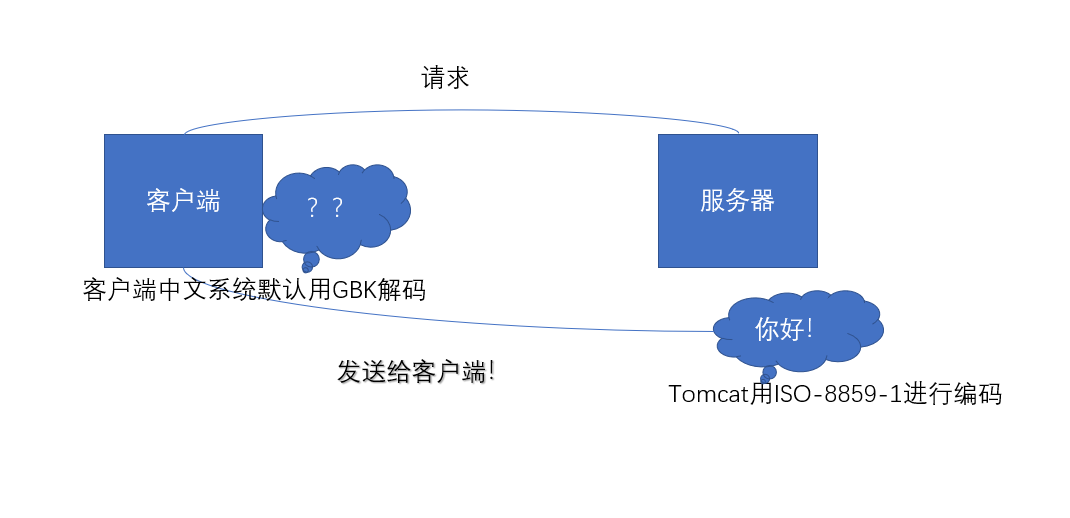 请求
客户端
？？
服务器
客户端中文系统默认用GBK解码
你好！
发送给客户端！
Tomcat用ISO-8859-1进行编码